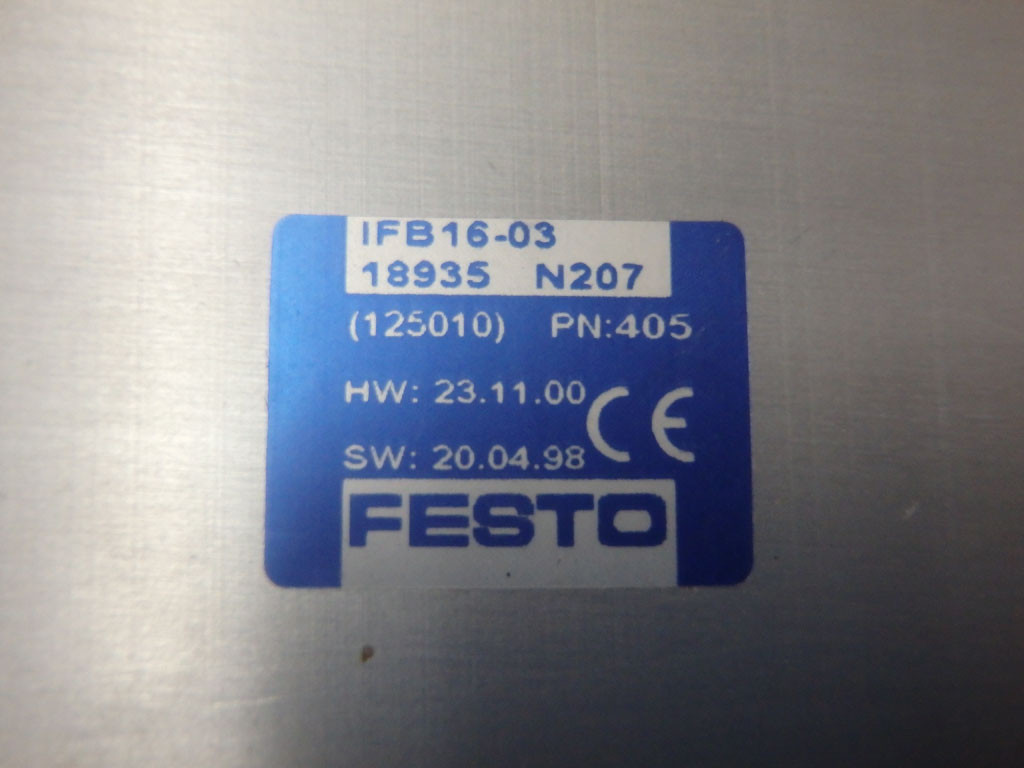 IFB16-03
18935 N207
(125010) PN:405
HW: 23.11.00
CE
SW: 20.04.98
FESTO